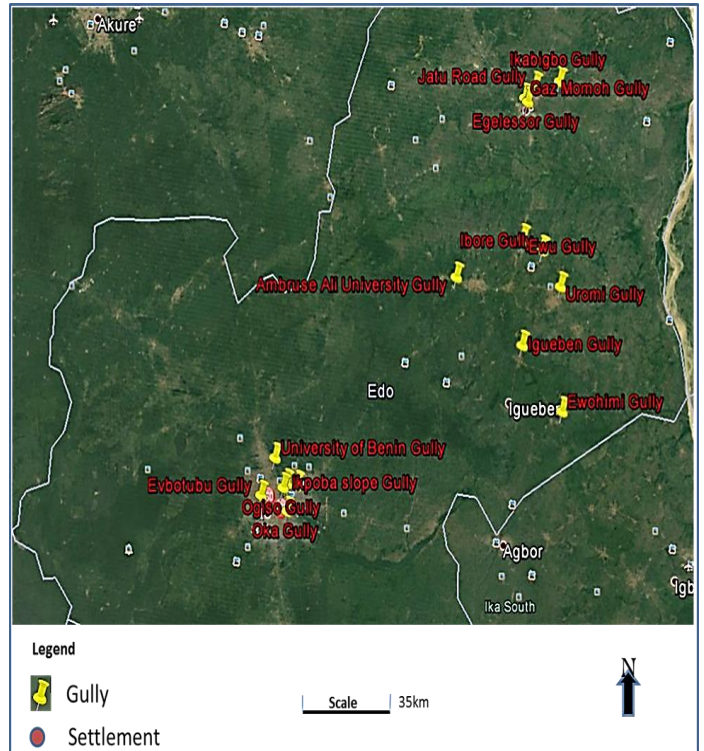 Akure
Ikabigbo Gully
Jatu Road Gully
Gaz Momoh Gully
Egelessor Gully
Ibore Gully
Ewu Gully
Ambruse Ali University Gully
Uromi Gully
Igueben Gully
Edo
Igueben
Ewohimi Gully
University of Benin Gully
Evbotubu Gully
Ikpoba slope Gully
Ogiso Gully
Oka Gully
Agbor
Igb
Ika South
Legend
N
Gully
Scale 35km
Settlement